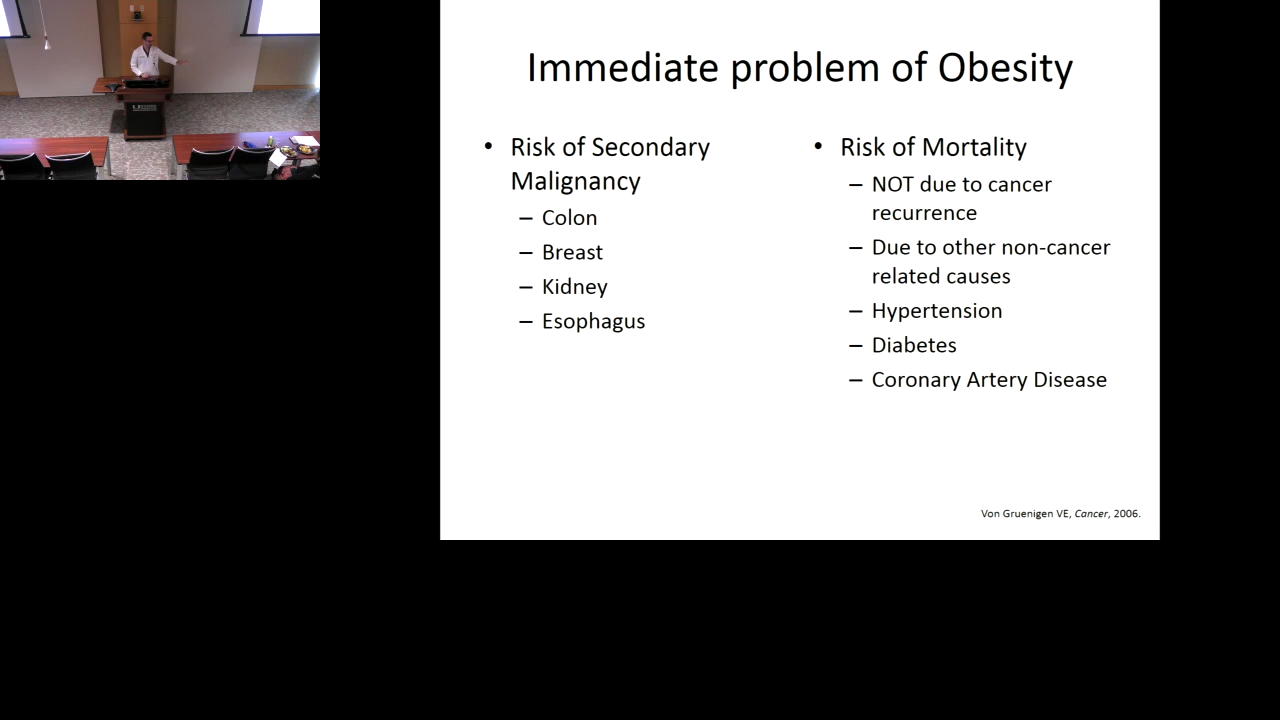 Immediate problem of Obesity
• Risk of Secondary
Malignancy
– Colon
– Breast
– Kidney
– Esophagus
• Risk of Mortality
– NOT due to cancer
recurrence
– Due to other non-cancer
related causes
– Hypertension
– Diabetes
– Coronary Artery Disease
Von Gruenigen VE, Cancer, 2006.